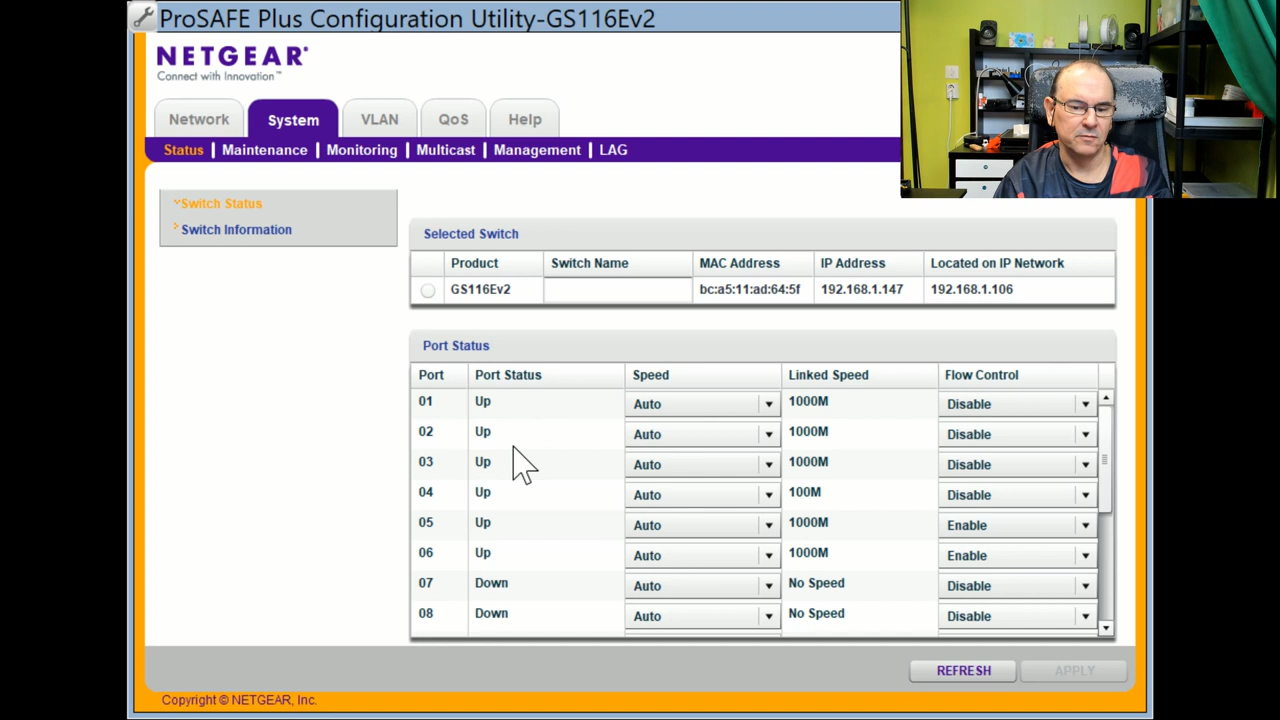 ProSAFE Plus Configuration Utility-GS116Ev2
NETGEAR®
Connect with Innovation™
Network System VLAN QoS Help
Status | Maintenance | Monitoring | Multicast | Management | LAG
Switch Status
Switch Information
Selected Switch
Product Switch Name MAC Address IP Address Located on IP Network
GS116Ev2 bc:a5:11:ad:64:5f 192.168.1.147 192.168.1.106
Port Status
Port Port Status Speed Linked Speed Flow Control
01 Up Auto 1000M Disable
02 Up Auto 1000M Disable
03 Up Auto 1000M Disable
04 Up Auto 100M Disable
05 Up Auto 1000M Enable
06 Up Auto 1000M Enable
07 Down Auto No Speed Disable
08 Down Auto No Speed Disable
REFRESH APPLY
Copyright © NETGEAR, Inc.